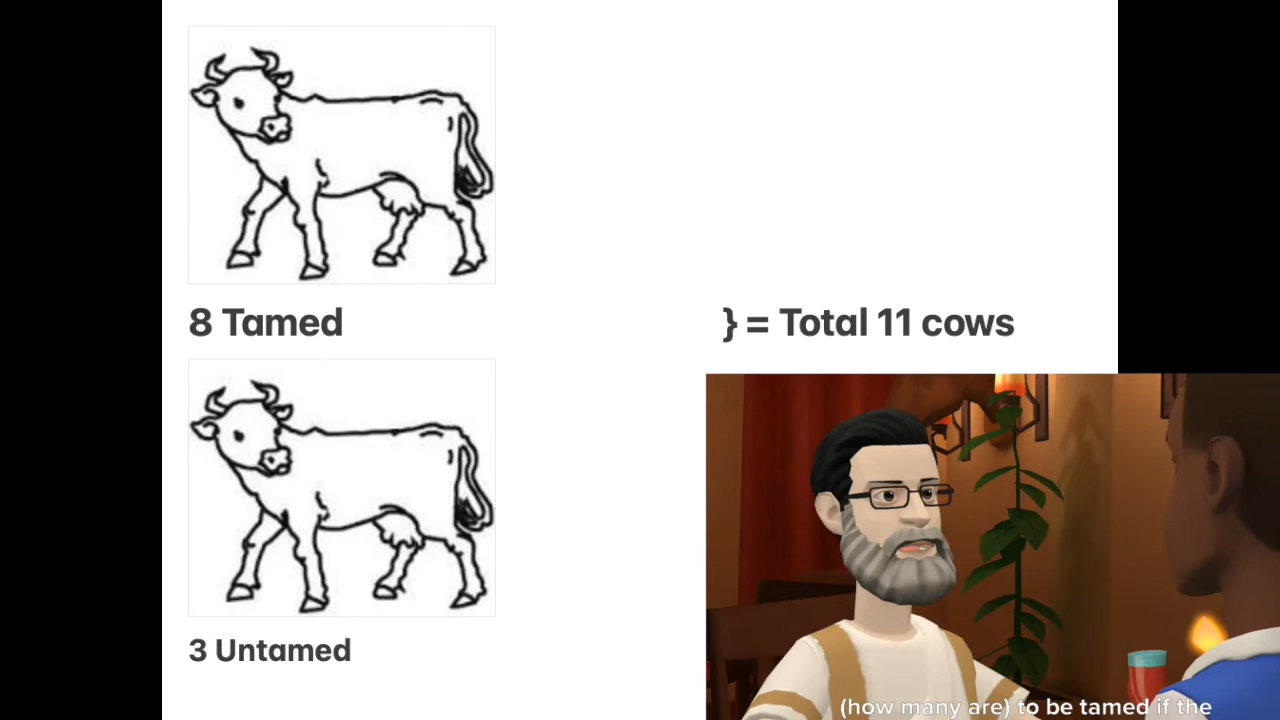 8 Tamed
} = Total 11 cows
3 Untamed
(how many are) to be tamed if the